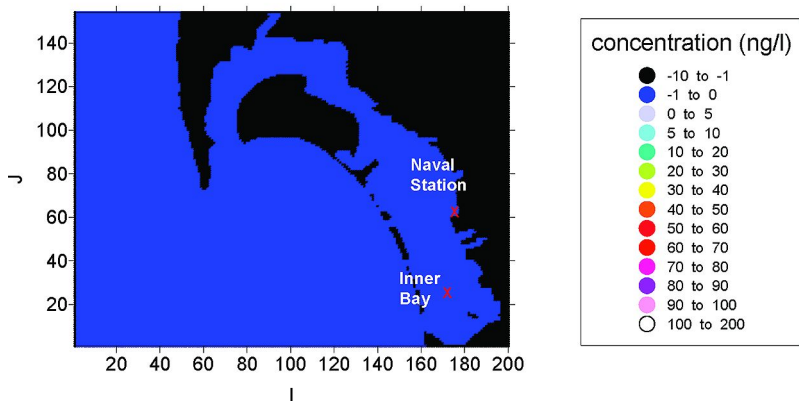 140
120
100
80
60
40
20
J
20 40 60 80 100 120 140 160 180 200
I
Naval
Station
X
Inner
Bay
X
concentration (ng/l)
-10 to -1
-1 to 0
0 to 5
5 to 10
10 to 20
20 to 30
30 to 40
40 to 50
50 to 60
60 to 70
70 to 80
80 to 90
90 to 100
100 to 200